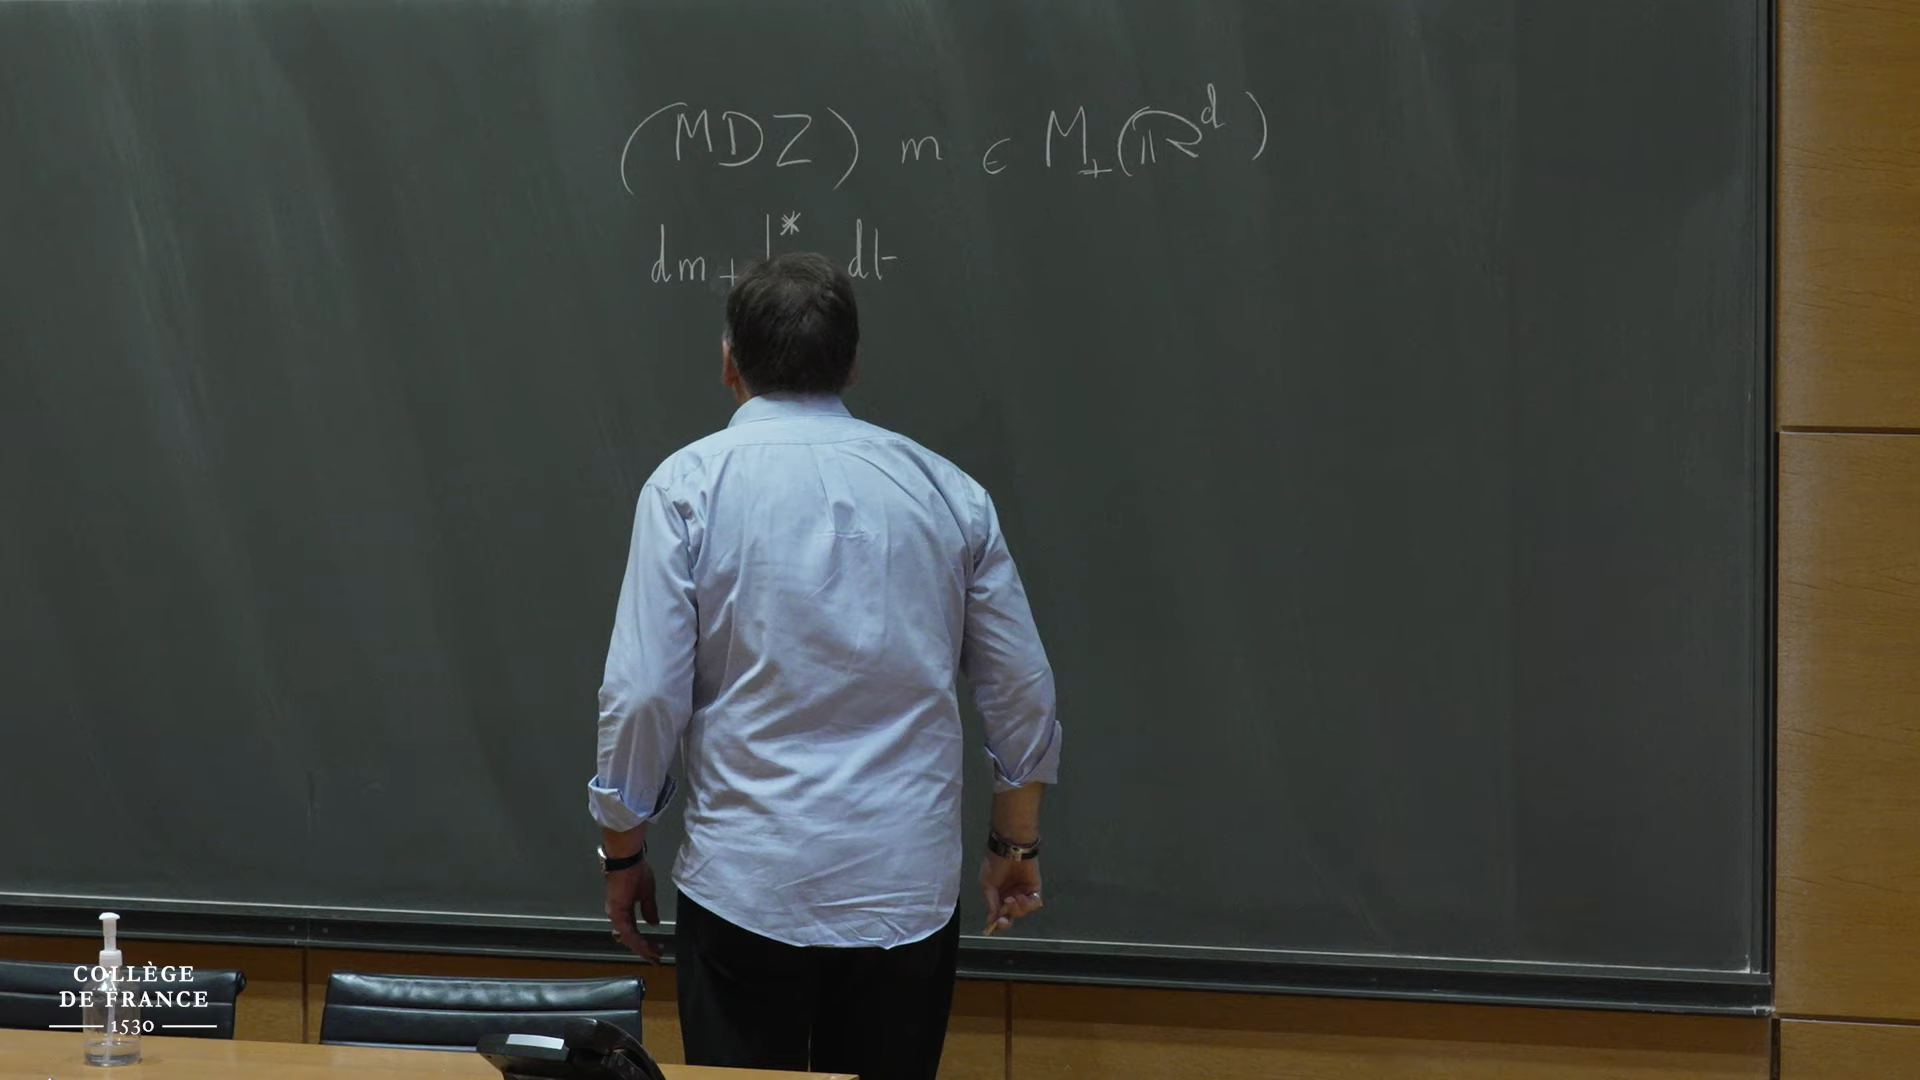 (MDZ) m ∈ M₊(ℝᵈ)
dm + * dt
COLLÈGE
DE FRANCE
1530